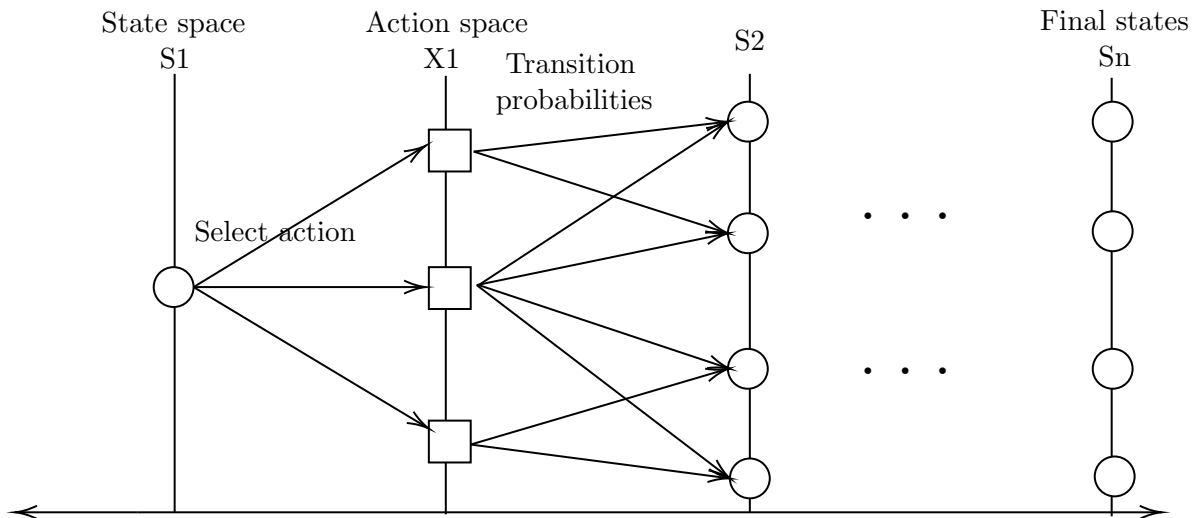 State space
S1
Action space
X1
Transition
probabilities
S2
Final states
Sn
Select action
. . .
. . .